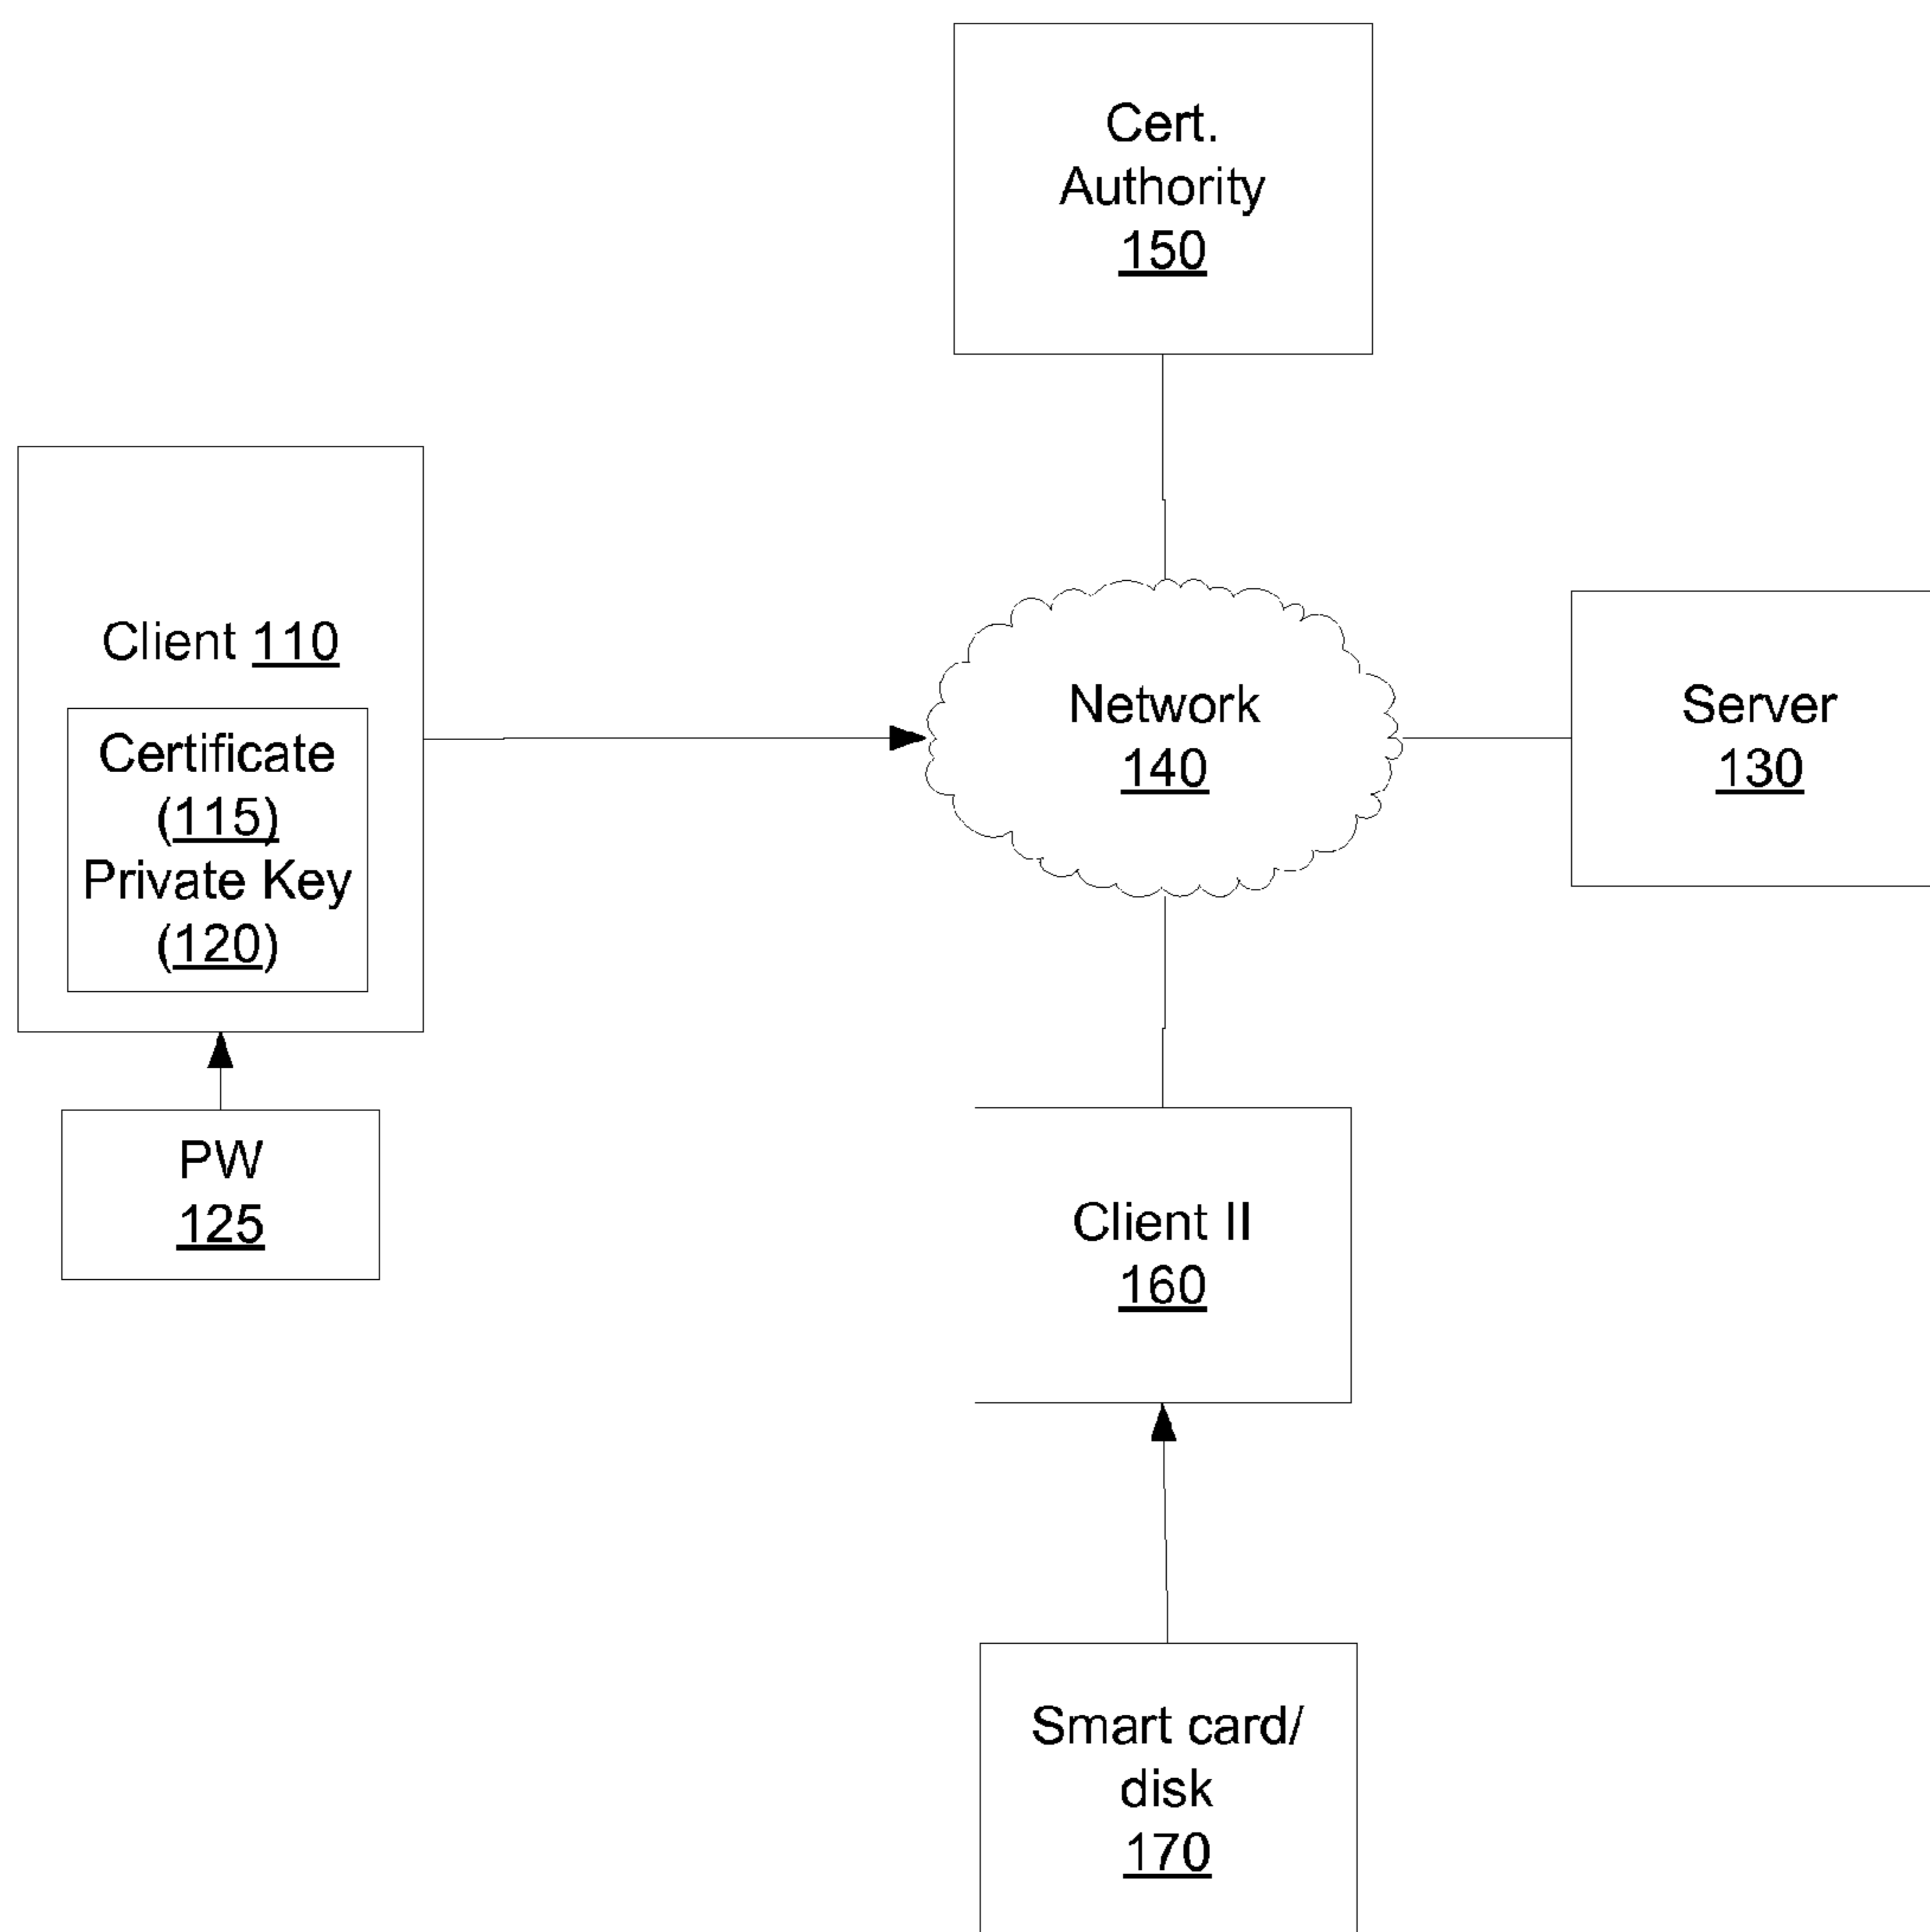 Cert.
Authority
150
Client 110
Certificate
(115)
Private Key
(120)
Network
140
Server
130
PW
125
Client II
160
Smart card/
disk
170